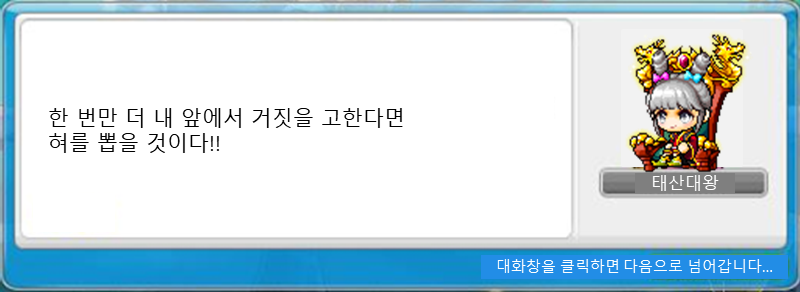 한 번만 더 내 앞에서 거짓을 고한다면
혀를 뽑을 것이다!!
태산대왕
대화창을 클릭하면 다음으로 넘어갑니다...